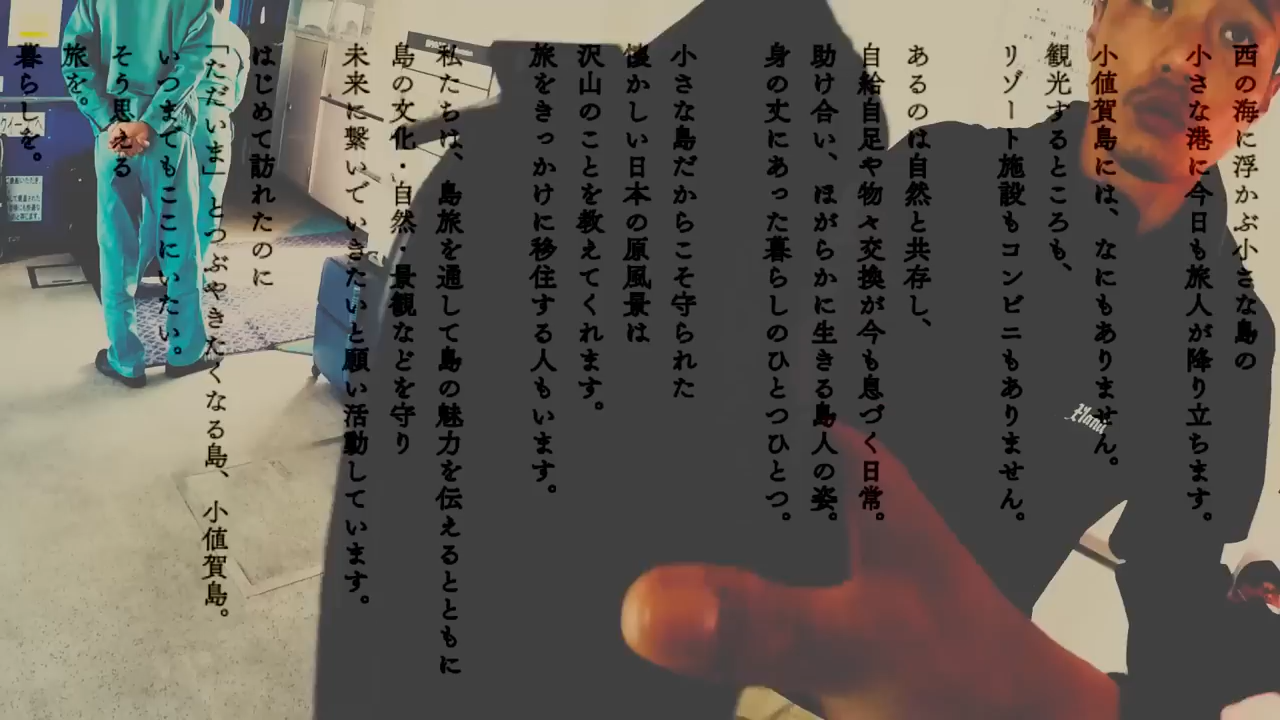 西の海に浮かぶ小さな島の
小さな港に今日も旅人が降り立ちます。
小値賀島には、なにもありません。
観光するところも、
リゾート施設もコンビニもありません。
あるのは自然と共存し、
自給自足や物々交換が今も息づく日常。
助け合い、ほがらかに生きる島人の姿。
身の丈にあった暮らしのひとつひとつ。
小さな島だからこそ守られた
懐かしい日本の原風景は
沢山のことを教えてくれます。
旅をきっかけに移住する人もいます。
私たちは、島旅を通して島の魅力を伝えるとともに
島の文化・自然・景観などを守り
未来に繋いでいきたいと願い活動しています。
はじめて訪れたのに
「ただいま」とつぶやきたくなる島、小値賀島。
いつまでもここにいたい。
そう思える
旅を。
暮らしを。